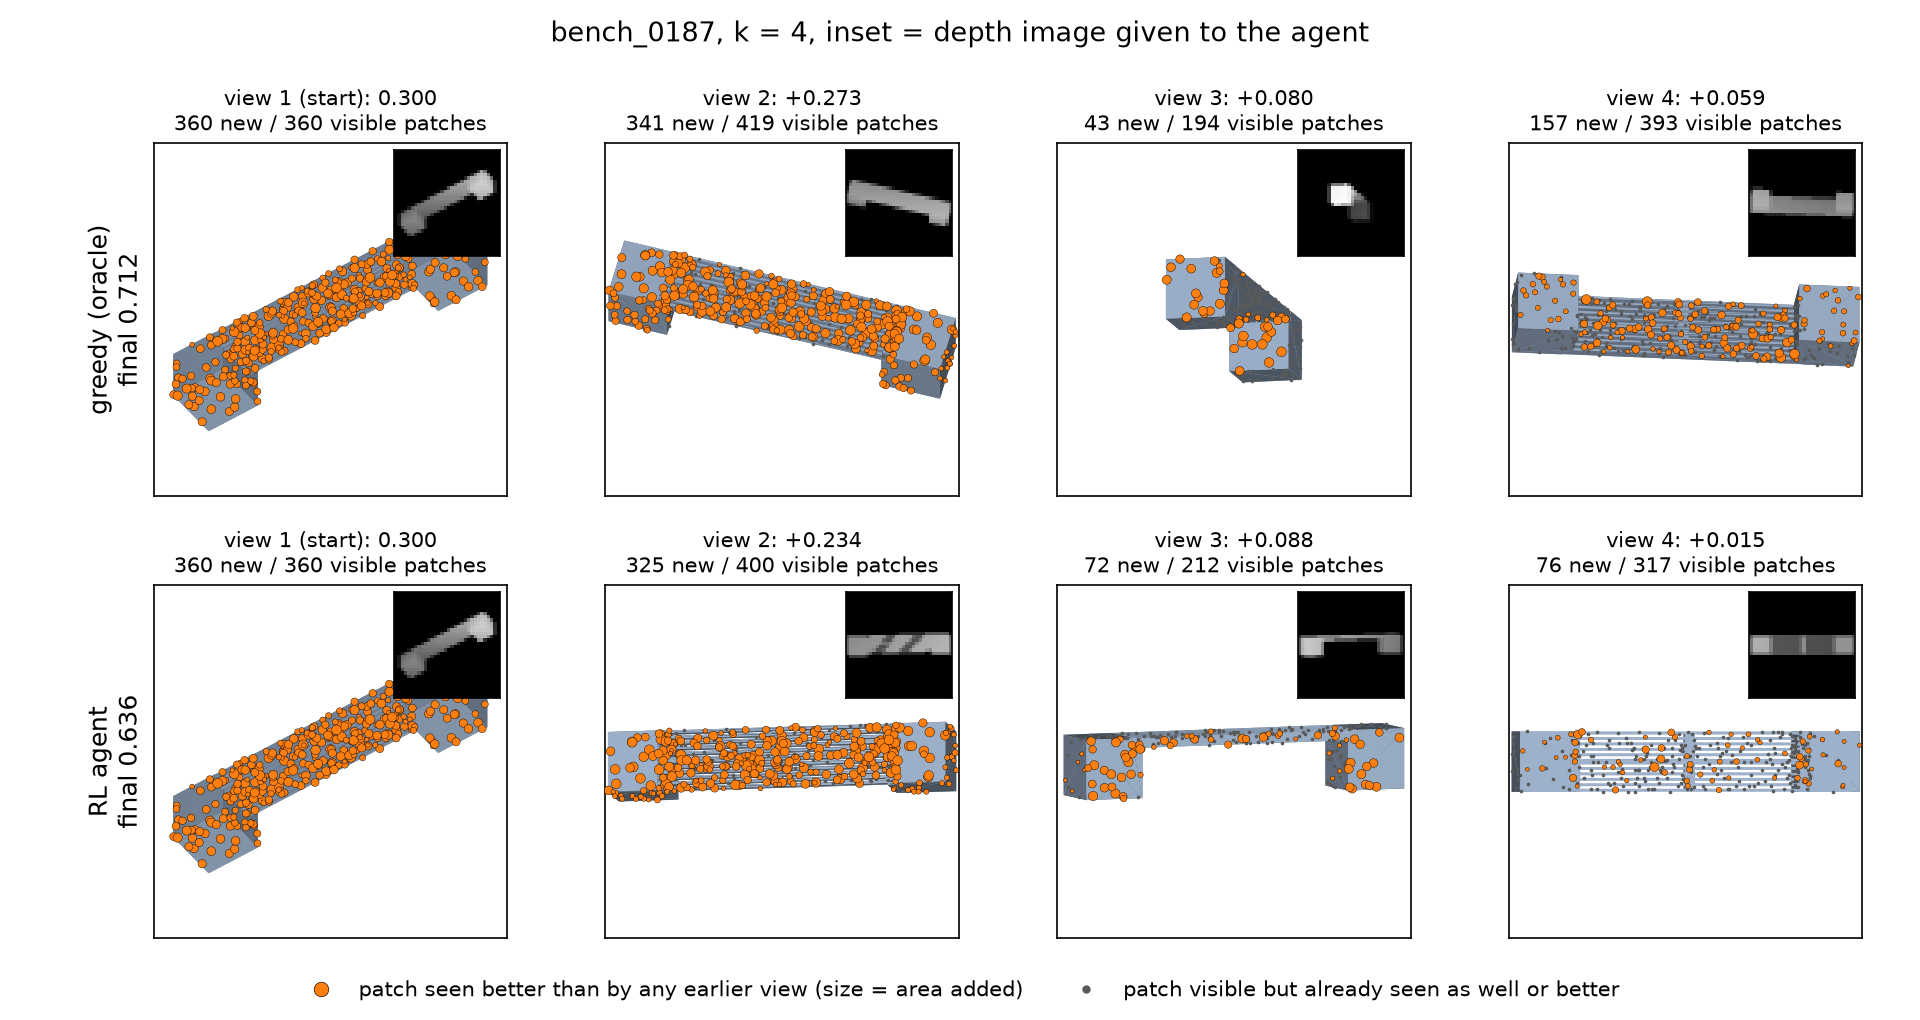 bench_0187, k = 4, inset = depth image given to the agent
view 1 (start): 0.300
360 new / 360 visible patches
view 2: +0.273
341 new / 419 visible patches
view 3: +0.080
43 new / 194 visible patches
view 4: +0.059
157 new / 393 visible patches
greedy (oracle)
final 0.712
view 1 (start): 0.300
360 new / 360 visible patches
view 2: +0.234
325 new / 400 visible patches
view 3: +0.088
72 new / 212 visible patches
view 4: +0.015
76 new / 317 visible patches
RL agent
final 0.636
patch seen better than by any earlier view (size = area added)
patch visible but already seen as well or better